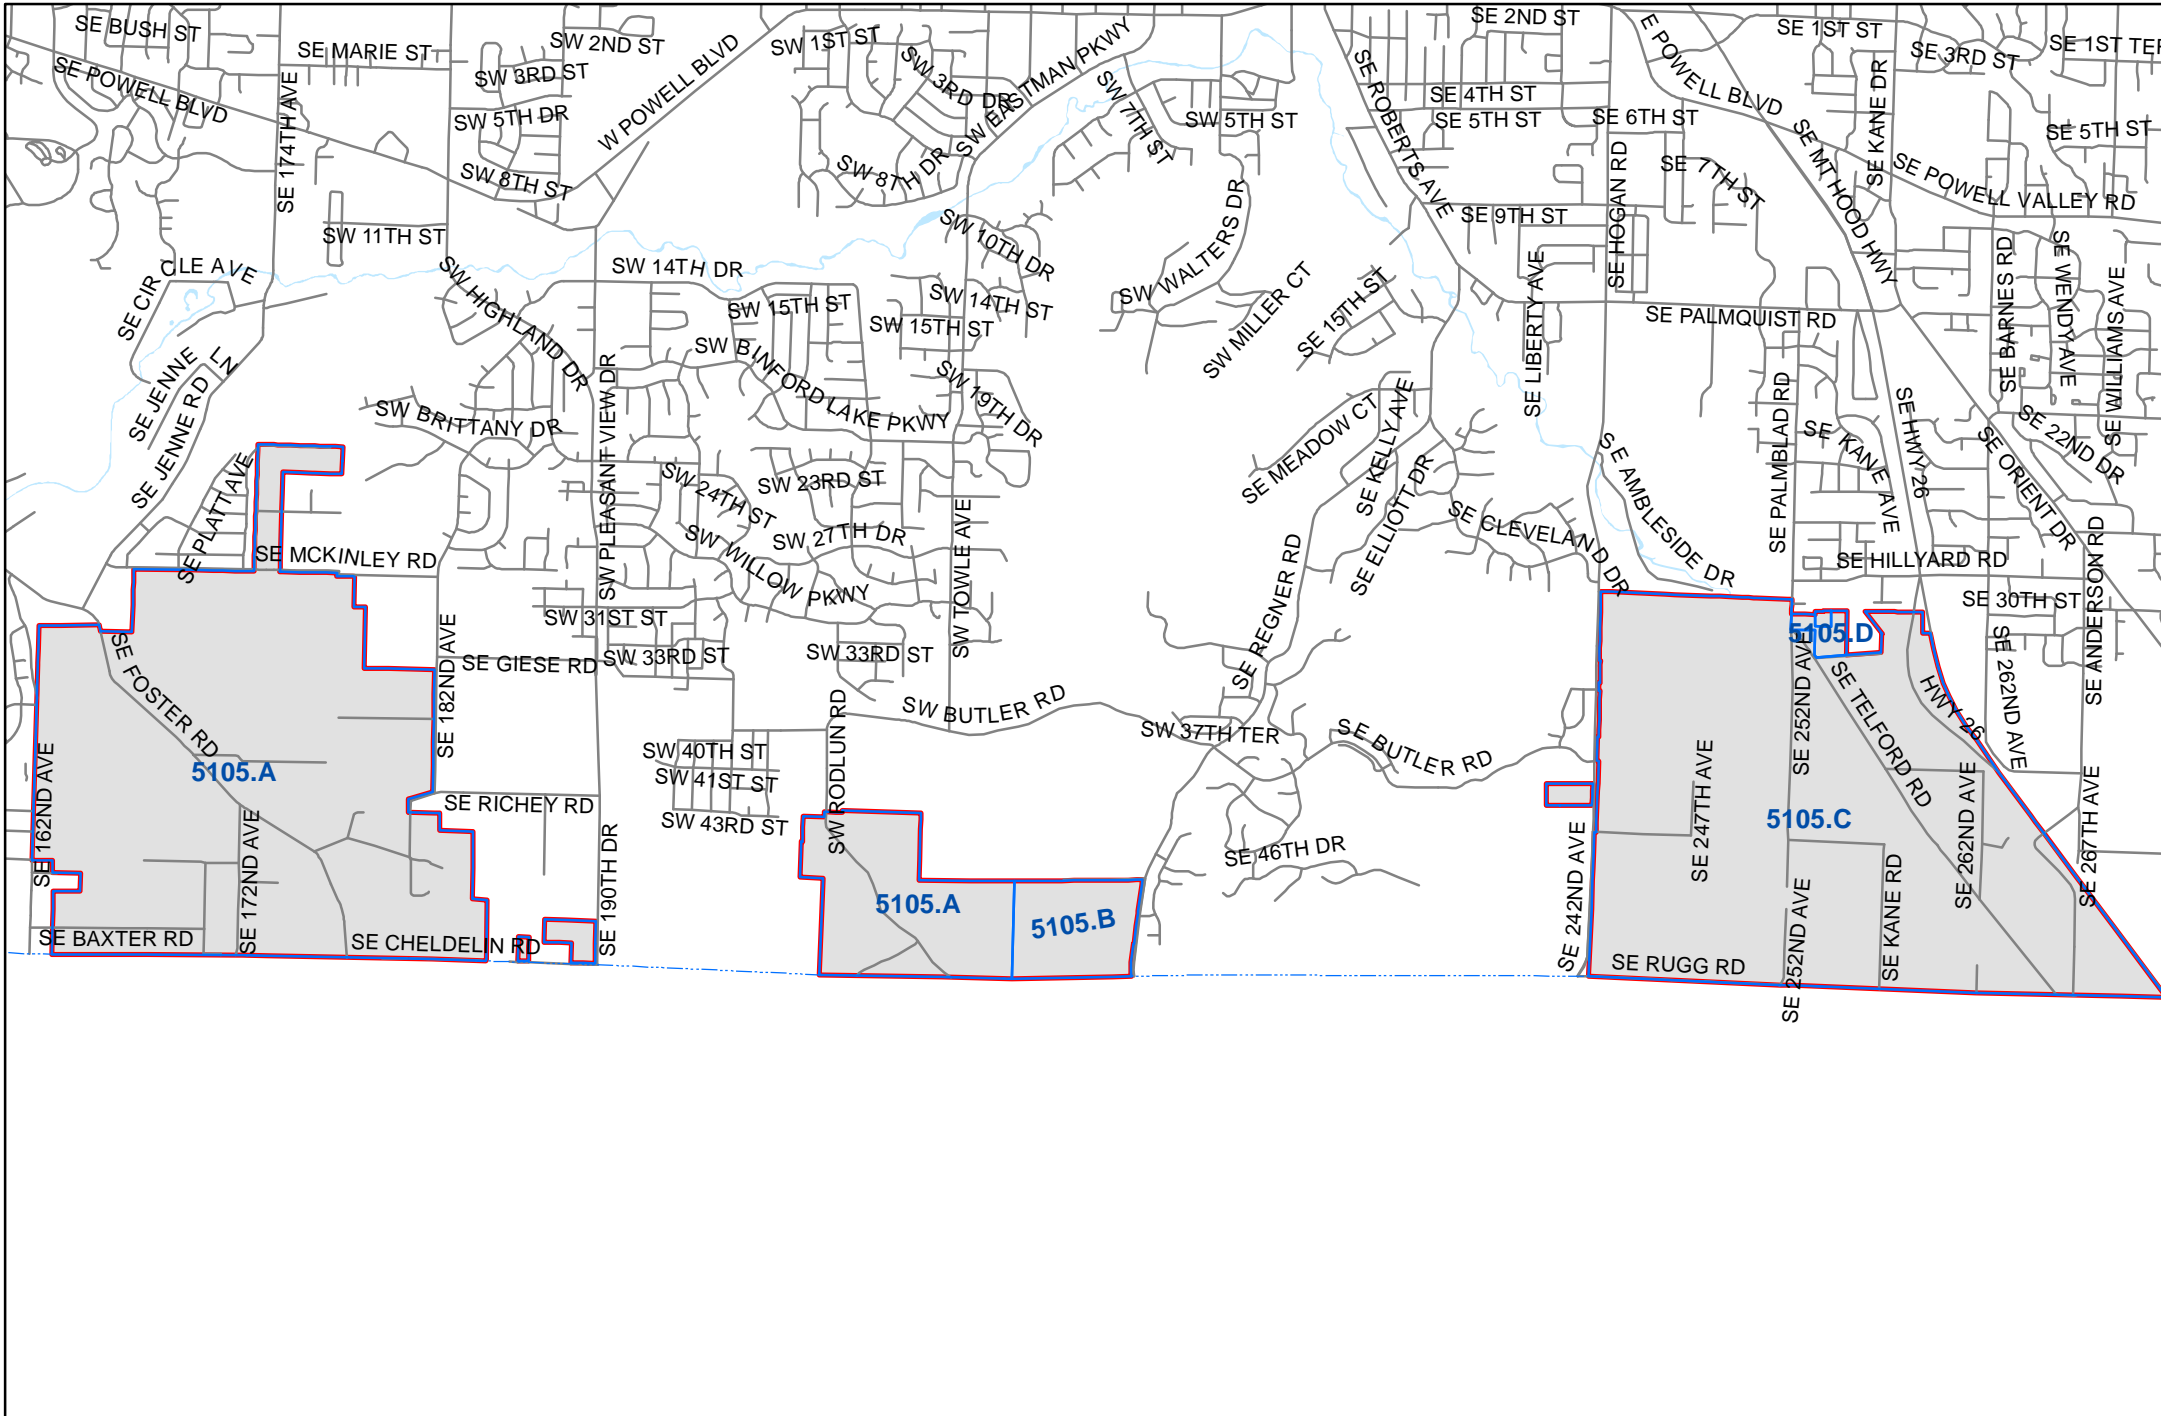 SE BUSH ST
SE MARIE ST
SW 2ND ST
SW 1ST ST
SE 2ND ST
SE 1ST ST
SE 3RD ST
SE 1ST TER
SE POWELL BLVD
SE 174TH AVE
SW 3RD ST
W POWELL BLVD
SW 3RD DR
SW EASTMAN PKWY
SW 7TH ST
SE ROBERTS AVE
E POWELL BLVD
SE KANE DR
SW 5TH DR
SW 5TH ST
SE 4TH ST
SE 5TH ST
SE 6TH ST
SE 5TH ST
SE MT HOOD HWY
SW 8TH ST
SW 8TH DR
SE 7TH ST
SE HOGAN RD
SE POWELL VALLEY RD
SW 11TH ST
SW 10TH DR
SW WALTERS DR
SE 9TH ST
SE CIRCLE AVE
SW 14TH DR
SW HIGHLAND DR
SW 15TH ST
SW 14TH ST
SW 15TH ST
SW MILLER CT
SE 15TH ST
SE LIBERTY AVE
SE PALMQUIST RD
SE BARNES RD
SE WENDY AVE
SE WILLIAMS AVE
SE JENNE LN
SE JENNE RD
SW BINFORD LAKE PKWY
SW 19TH DR
SW PLEASANT VIEW DR
SW BRITTANY DR
SE MEADOW CT
SE KELLY AVE
SE ELLIOTT DR
SE PALMBLAD RD
SE KANE AVE
SE HWY 26
SE ORIENT DR
SE 22ND DR
SE PLATT AVE
SW 24TH ST
SW 23RD ST
SW 27TH DR
SW WILLOW PKWY
SW TOWLE AVE
SE CLEVELAND DR
SE AMBLESIDE DR
SE MCKINLEY RD
SE HILLYARD RD
SE ANDERSON RD
SE REGNER RD
SW 31ST ST
SE 30TH ST
SE 182ND AVE
SE GIESE RD
SW 33RD ST
SW 33RD ST
5105.D
SE 252ND AVE
SE 262ND AVE
SE FOSTER RD
SW BUTLER RD
SW RODLUN RD
SW 37TH TER
SE BUTLER RD
SE TELFORD RD
HWY 26
SW 40TH ST
SW 41ST ST
SW 43RD ST
5105.A
SE 162ND AVE
SE RICHEY RD
SE 172ND AVE
SE 190TH DR
5105.A
5105.B
SE 46TH DR
SE 242ND AVE
SE 247TH AVE
5105.C
SE 252ND AVE
SE KANE RD
SE 262ND AVE
SE 267TH AVE
SE BAXTER RD
SE CHELDELIN RD
SE RUGG RD